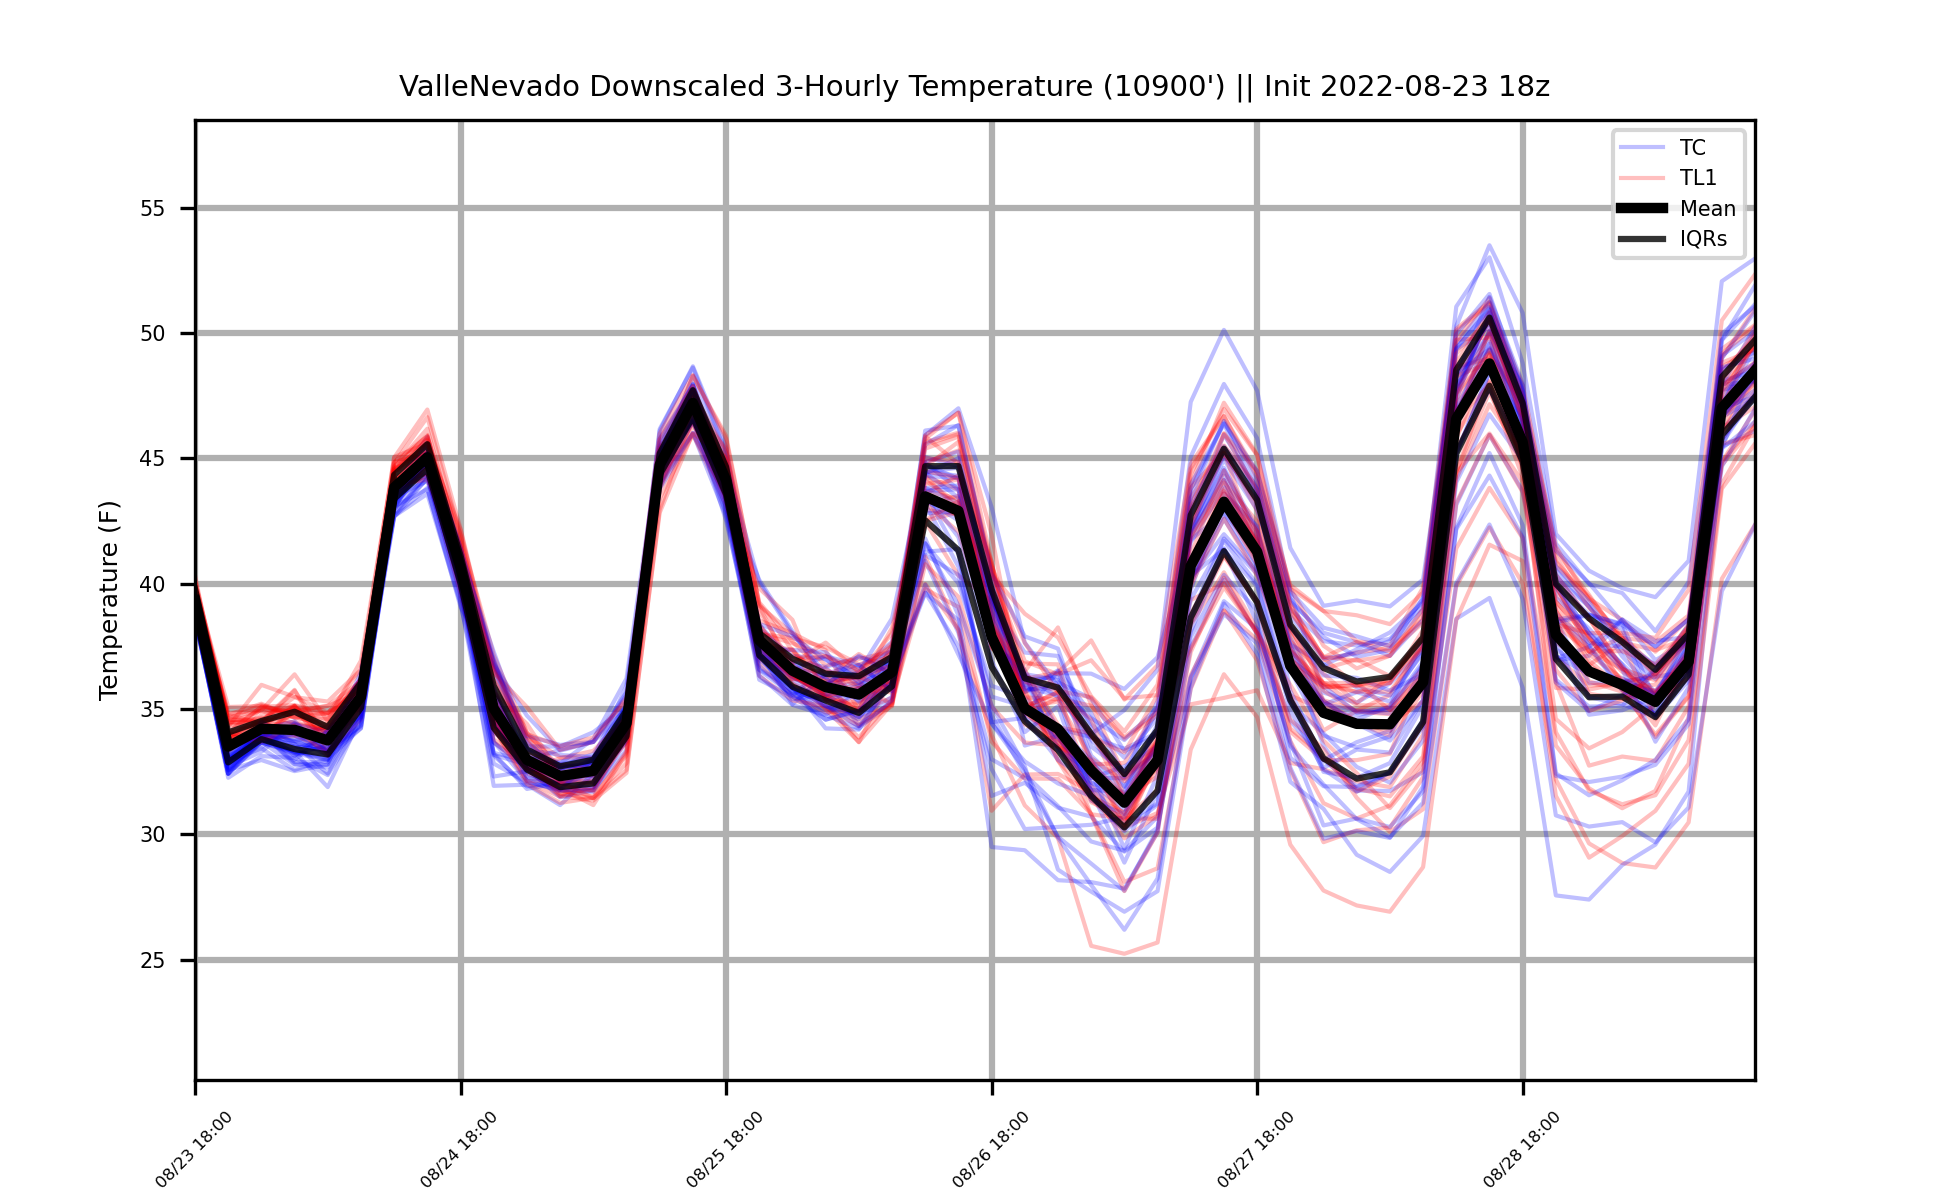 ValleNevado Downscaled 3-Hourly Temperature (10900') || Init 2022-08-23 18z
TC
TL1
Mean
IQRs
Temperature (F)
55
50
45
40
35
30
25
08/23 18:00
08/24 18:00
08/25 18:00
08/26 18:00
08/27 18:00
08/28 18:00